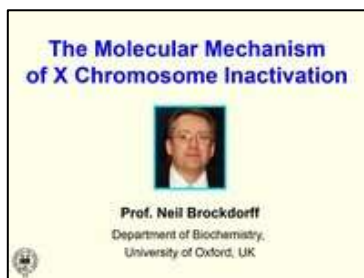 The Molecular Mechanism
of X Chromosome Inactivation
Prof. Neil Brockdorff
Department of Biochemistry,
University of Oxford, UK